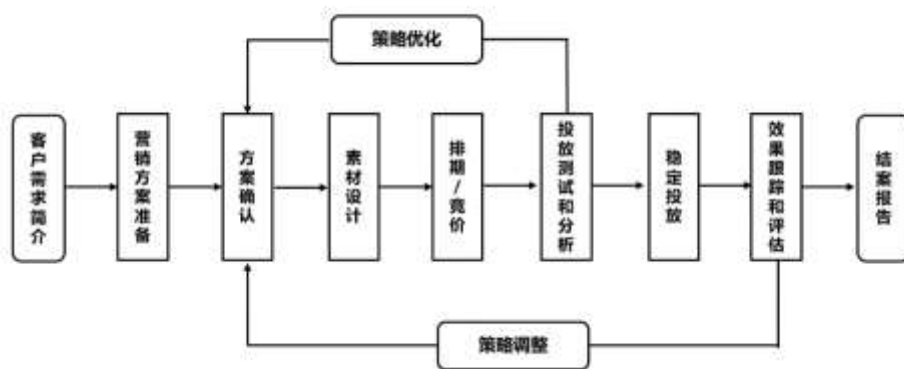 策略优化
客户需求简介
营销方案准备
方案确认
素材设计
排期/竞价
投放测试和分析
稳定投放
效果跟踪和评估
结案报告
策略调整